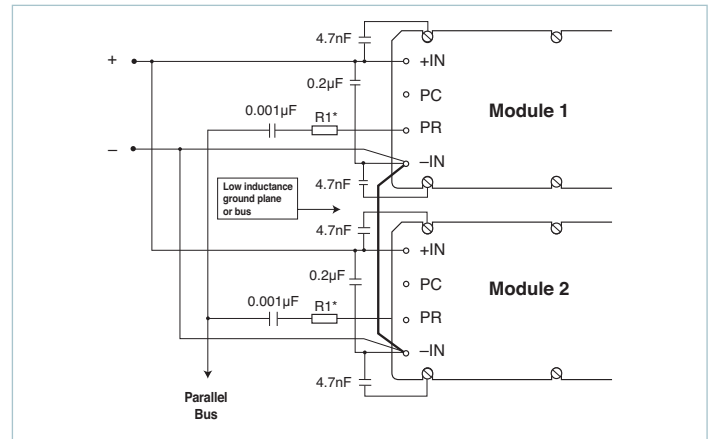 4.7nF
+
+IN
0.2µF
PC
Module 1
0.001µF
R1*
PR
–
–IN
4.7nF
Low inductance
ground plane
or bus
4.7nF
+IN
0.2µF
PC
Module 2
0.001µF
R1*
PR
–IN
4.7nF
Parallel
Bus